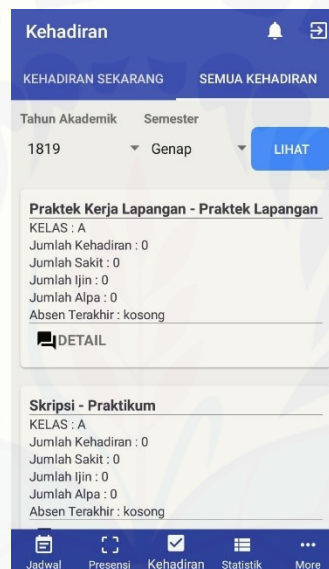 Kehadiran
KEHADIRAN SEKARANG SEMUA KEHADIRAN
Tahun Akademik Semester
1819 Genap LIHAT
Praktek Kerja Lapangan - Praktek Lapangan
KELAS : A
Jumlah Kehadiran : 0
Jumlah Sakit : 0
Jumlah Ijin : 0
Jumlah Alpa : 0
Absen Terakhir : kosong
DETAIL
Skripsi - Praktikum
KELAS : A
Jumlah Kehadiran : 0
Jumlah Sakit : 0
Jumlah Ijin : 0
Jumlah Alpa : 0
Absen Terakhir : kosong
Jadwal Presensi Kehadiran Statistik More